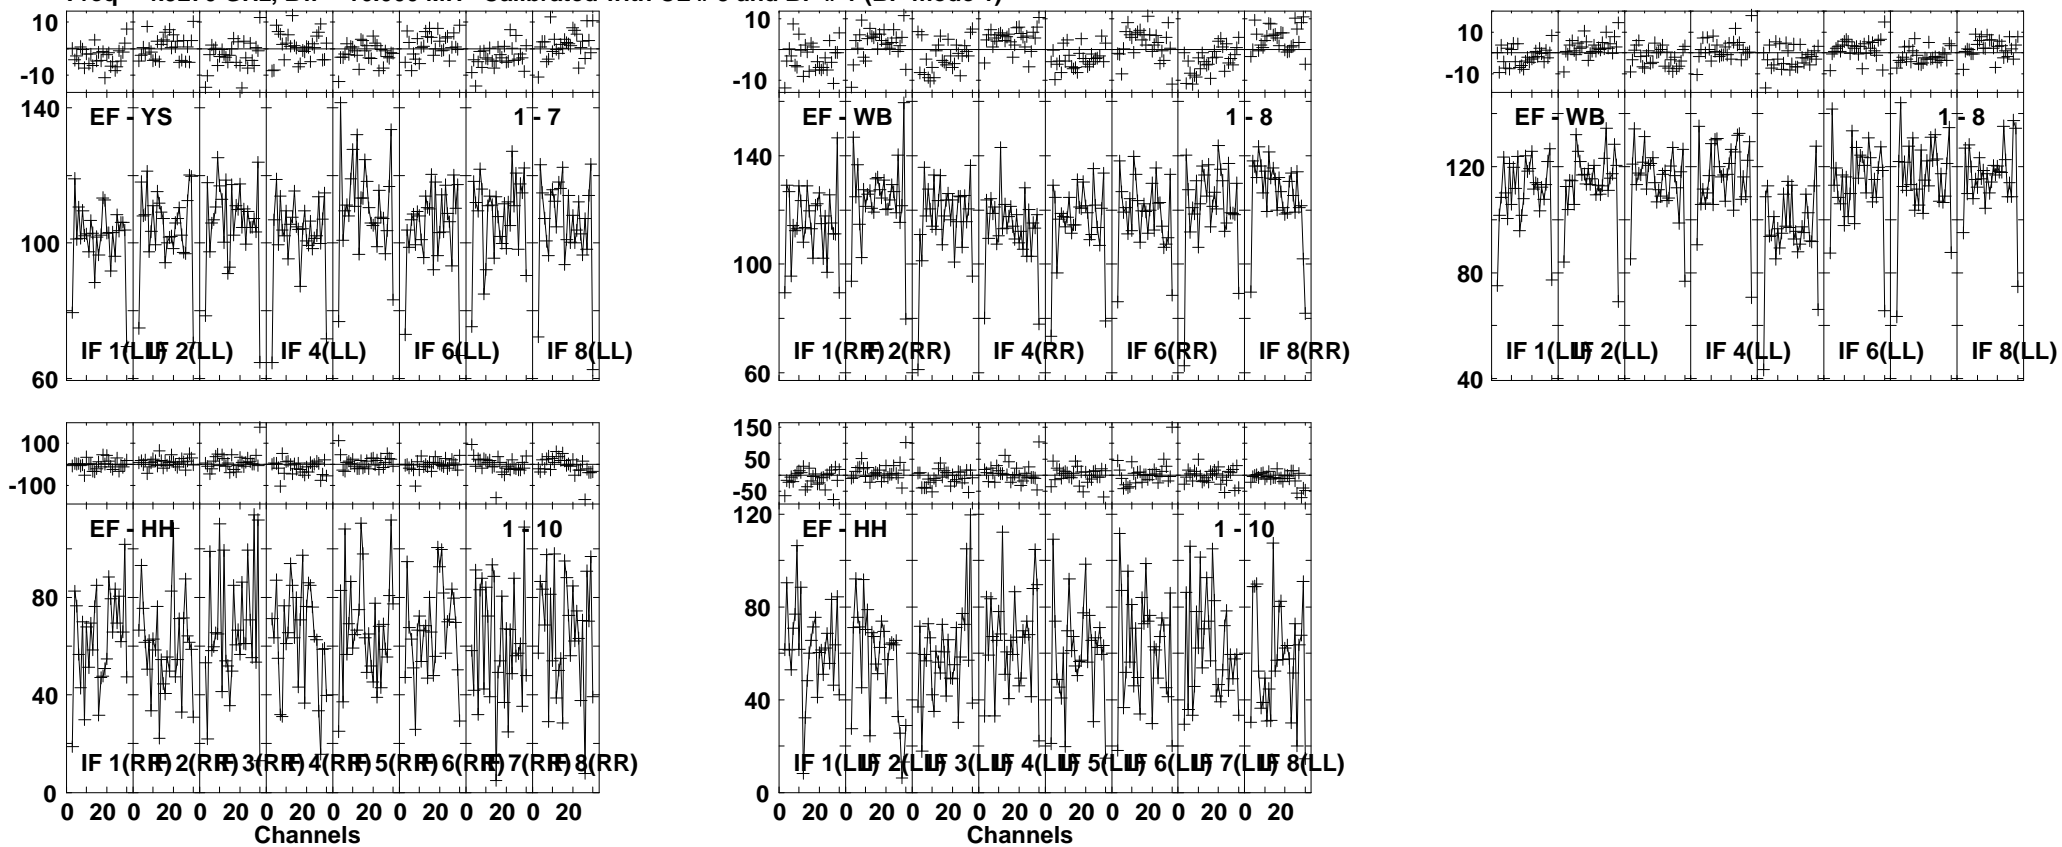 10 10 10
-10 -10 -10
140 EF - YS 1 - 7 EF - WB 1 - 8 EF - WB 1 - 8
140 120
100 100 80
IF 1(LL) IF 2(LL) IF 4(LL) IF 6(LL) IF 8(LL) IF 1(RR) IF 2(RR) IF 4(RR) IF 6(RR) IF 8(RR) IF 1(LL) IF 2(LL) IF 4(LL) IF 6(LL) IF 8(LL)
60 60 40
100 150
50
-100 -50
EF - HH 1 - 10 120 EF - HH 1 - 10
80 80
40 40
IF 1(RR) IF 2(RR) IF 3(RR) IF 4(RR) IF 5(RR) IF 6(RR) IF 7(RR) IF 8(RR) IF 1(LL) IF 2(LL) IF 3(LL) IF 4(LL) IF 5(LL) IF 6(LL) IF 7(LL) IF 8(LL)
0 0
0 20 0 20 0 20 0 20 0 20 0 20 0 20 0 20 0 20 0 20 0 20 0 20 0 20 0 20 0 20 0 20
Channels Channels